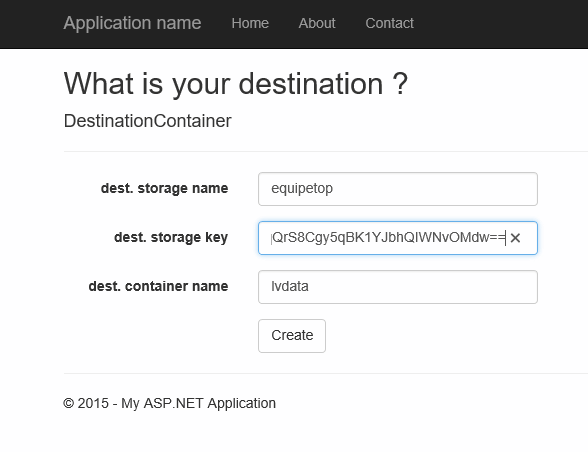 Application name Home About Contact
What is your destination ?
DestinationContainer
dest. storage name equipetop
dest. storage key QrS8Cgy5qBK1YJbhQIWNvOMdw==
dest. container name lvdata
Create
© 2015 - My ASP.NET Application